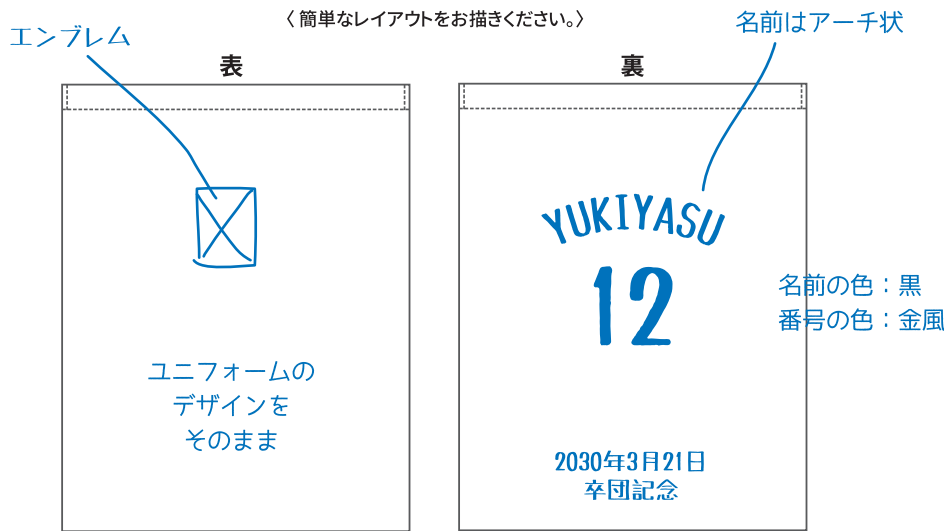 〈 簡単なレイアウトをお描きください。〉
エンブレム
名前はアーチ状
表
裏
ユニフォームの
デザインを
そのまま
YUKIYASU
12
名前の色：黒
番号の色：金風
2030年3月21日
卒団記念